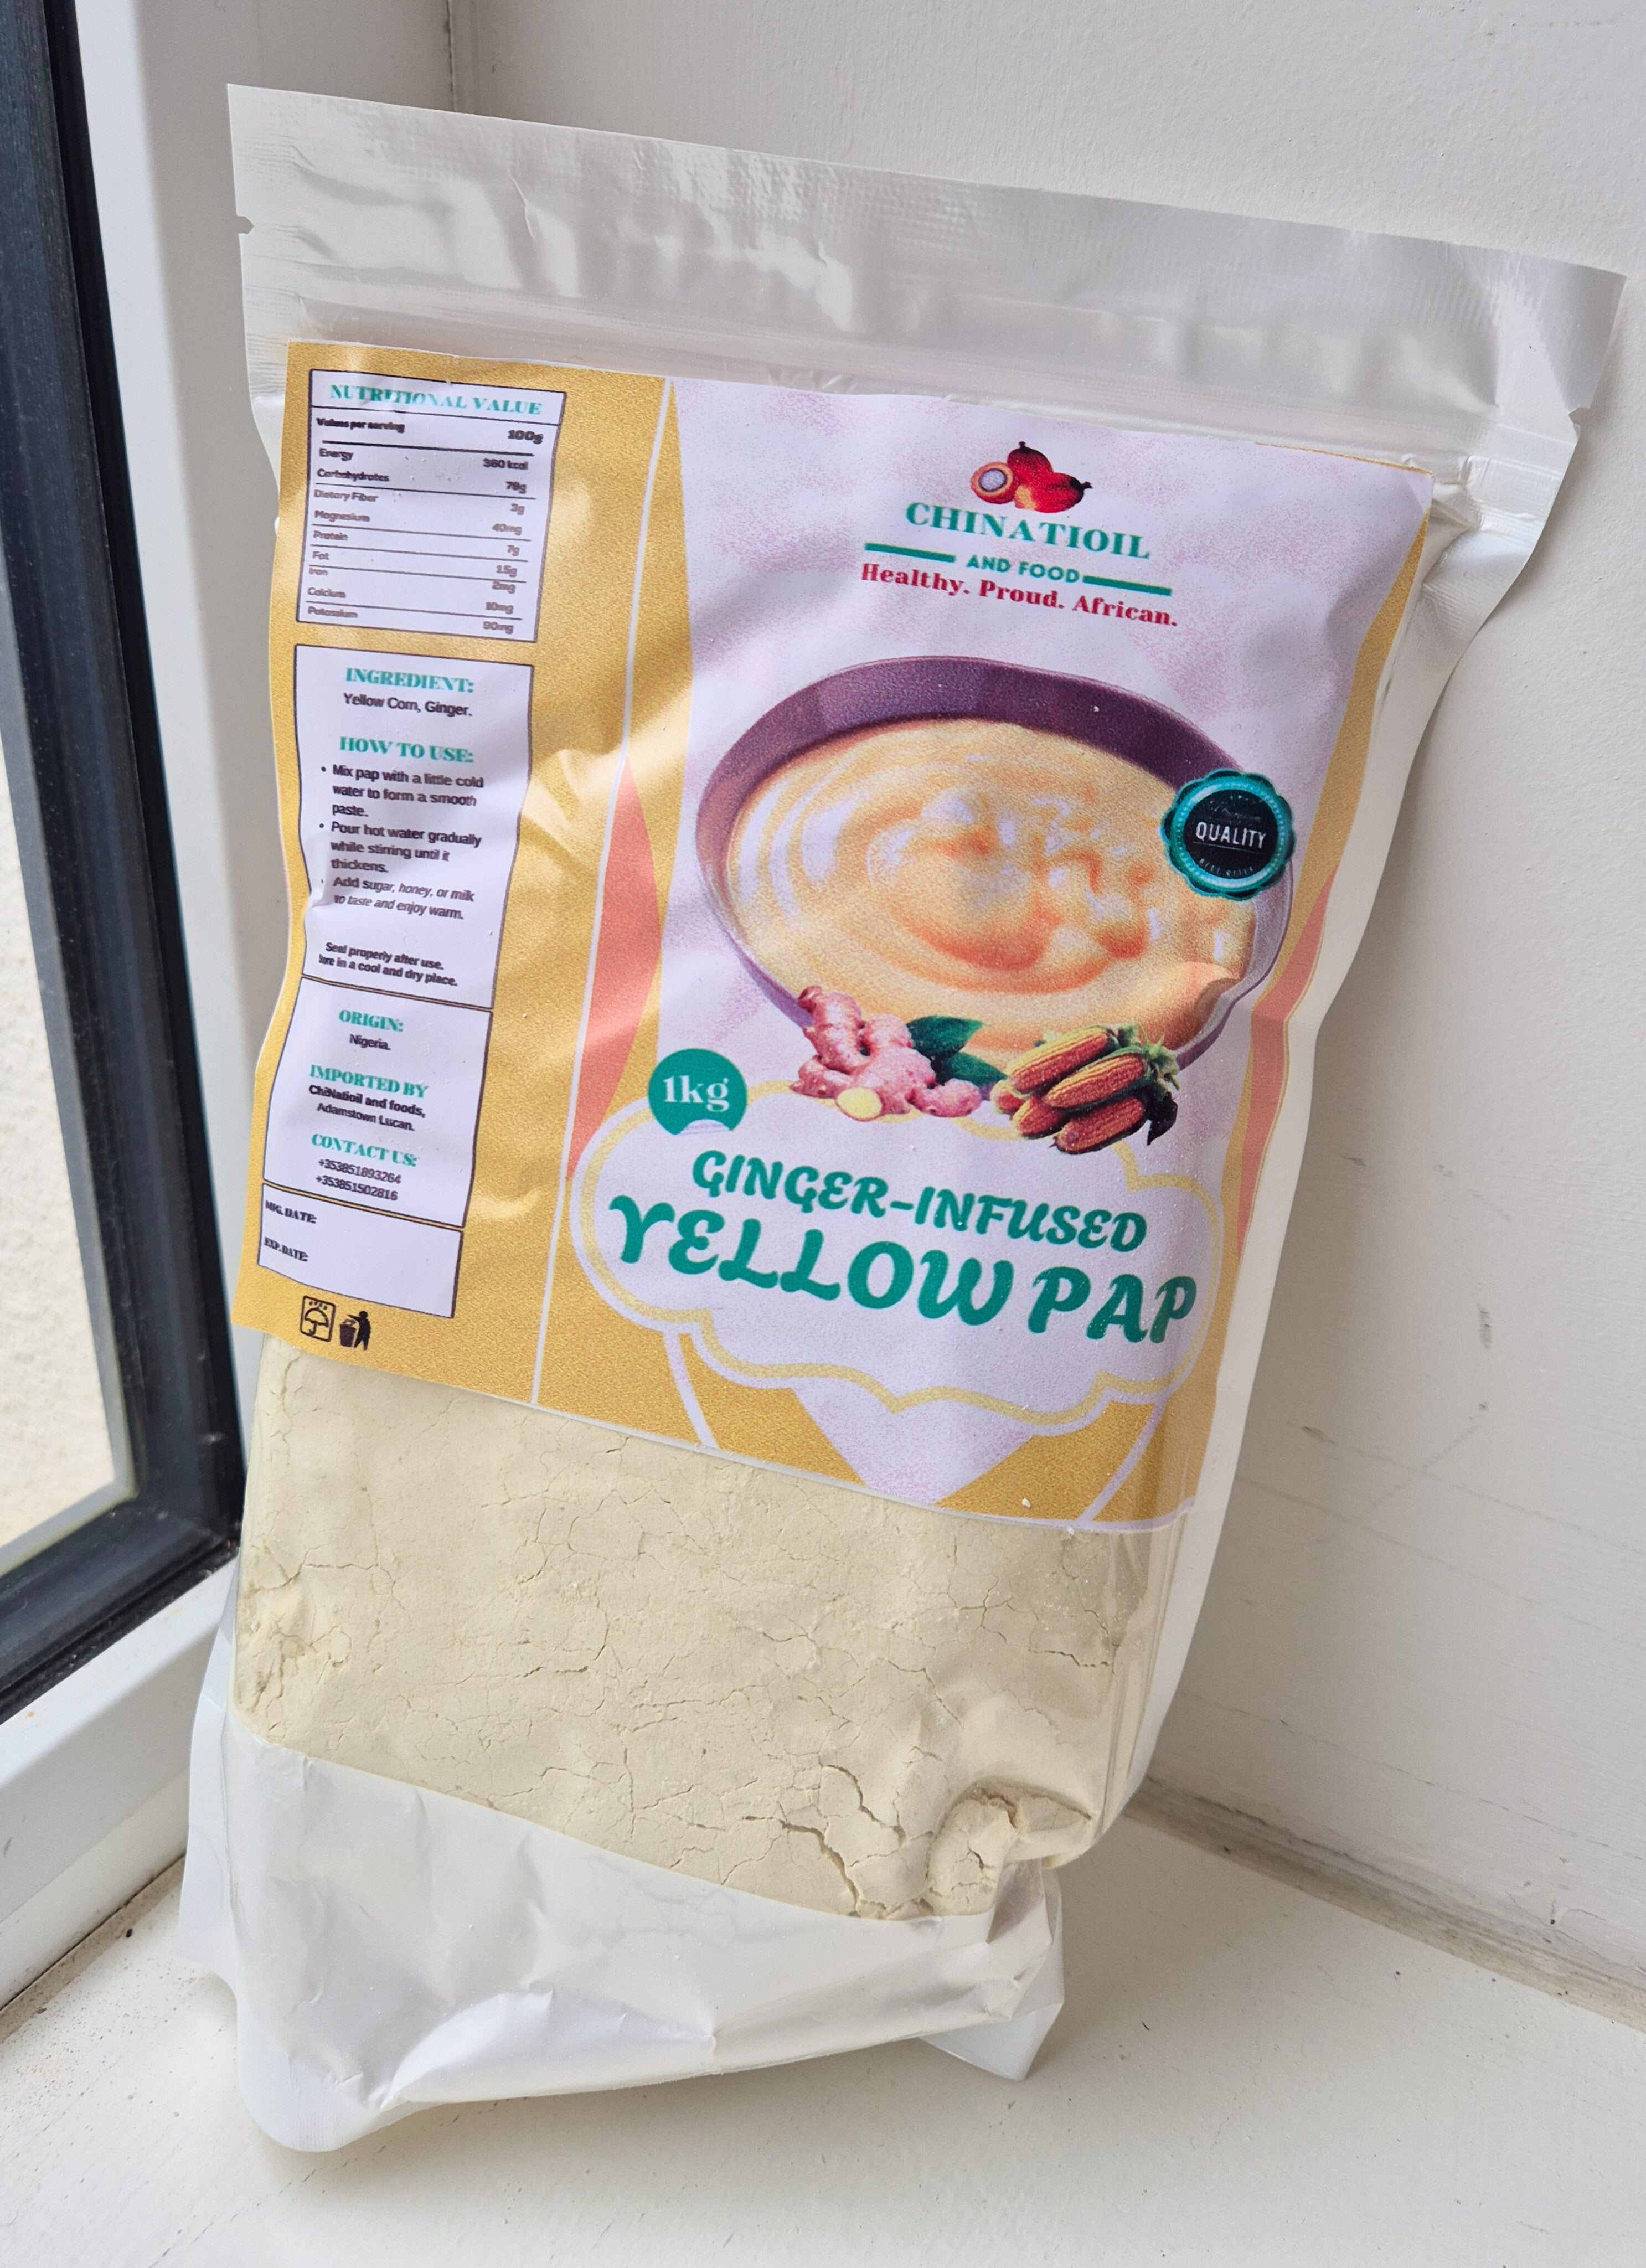 NUTRITIONAL VALUE
Values per serving 100g
Energy 360 kcal
Carbohydrates 78g
Dietary Fiber 3g
Magnesium 40mg
Protein 7g
Fat 1.5g
Iron 2mg
Calcium 10mg
Potassium 90mg
INGREDIENT:
Yellow Corn, Ginger.
HOW TO USE:
• Mix pap with a little cold
water to form a smooth
paste.
• Pour hot water gradually
while stirring until it
thickens.
• Add sugar, honey, or milk
to taste and enjoy warm.
Seal properly after use.
in a cool and dry place.
ORIGIN:
Nigeria.
IMPORTED BY
ChiNatioil and foods,
Adamstown Lucan.
CONTACT US:
+353851893264
+353851502816
MFG. DATE:
EXP. DATE:
CHINATIOIL
AND FOOD
Healthy. Proud. African.
QUALITY
1kg
GINGER-INFUSED
YELLOW PAP